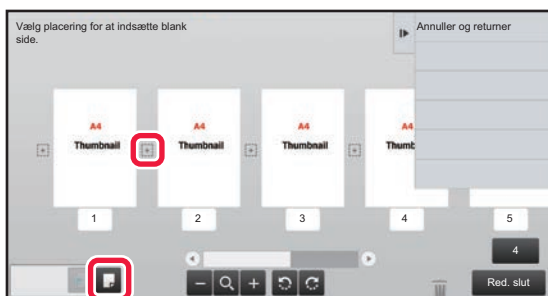 Vælg placering for at indsætte blank
side.
Annuller og returner
A4
Thumbnail
A4
Thumbnail
A4
Thumbnail
A4
Thumb
1
2
3
4
5
4
Red. slut